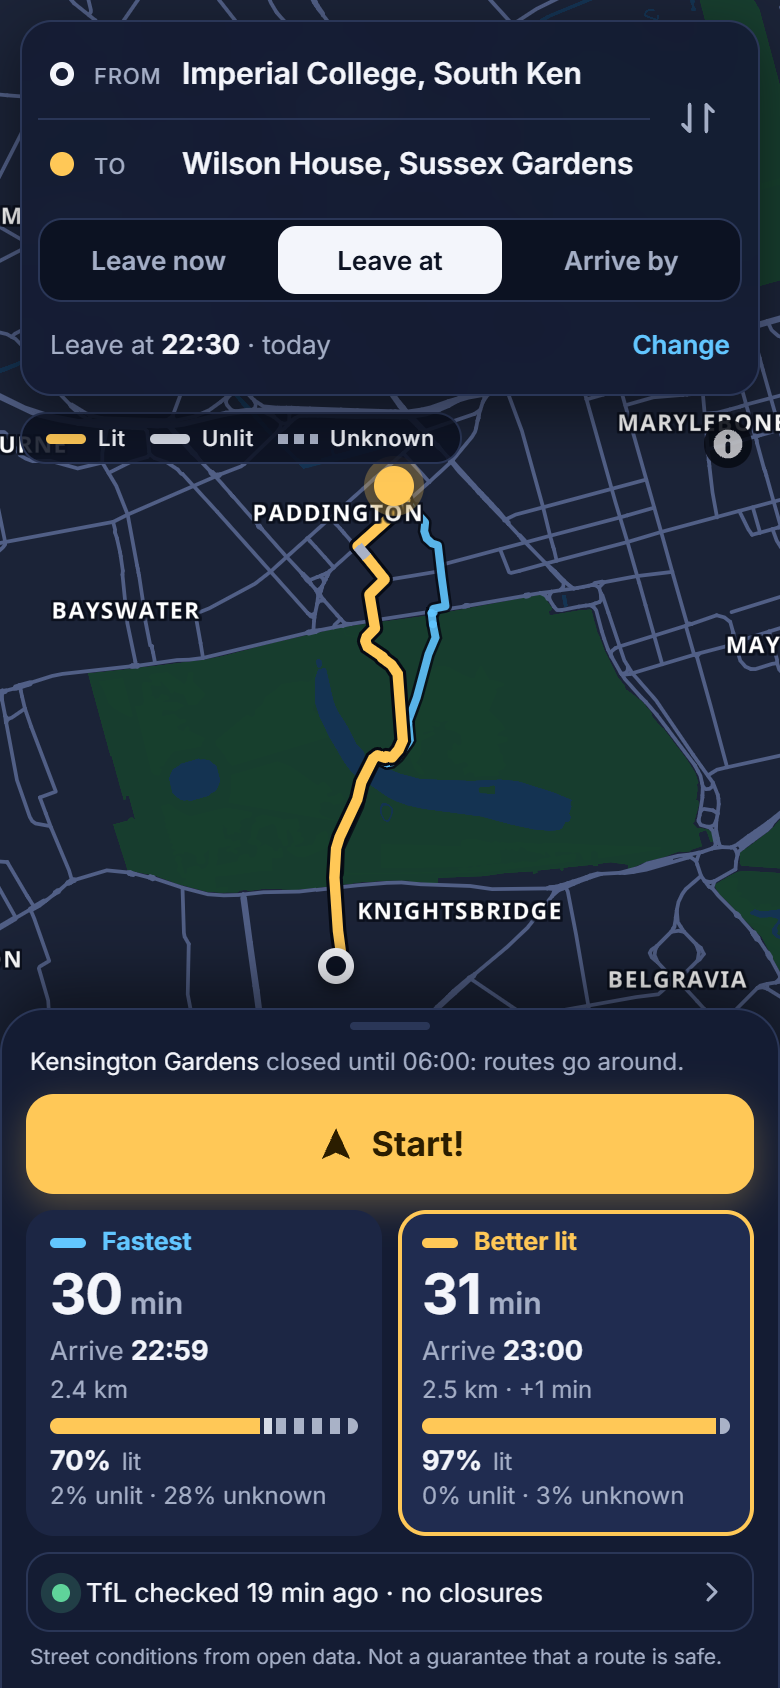 FROM Imperial College, South Ken
TO Wilson House, Sussex Gardens
Leave now Leave at Arrive by
Leave at 22:30 · today Change
Lit Unlit Unknown
MARYLEBONE
PADDINGTON
BAYSWATER
MAY
KNIGHTSBRIDGE
BELGRAVIA
Kensington Gardens closed until 06:00: routes go around.
Start!
Fastest
30 min
Arrive 22:59
2.4 km
70% lit
2% unlit · 28% unknown
Better lit
31 min
Arrive 23:00
2.5 km · +1 min
97% lit
0% unlit · 3% unknown
TfL checked 19 min ago · no closures
Street conditions from open data. Not a guarantee that a route is safe.